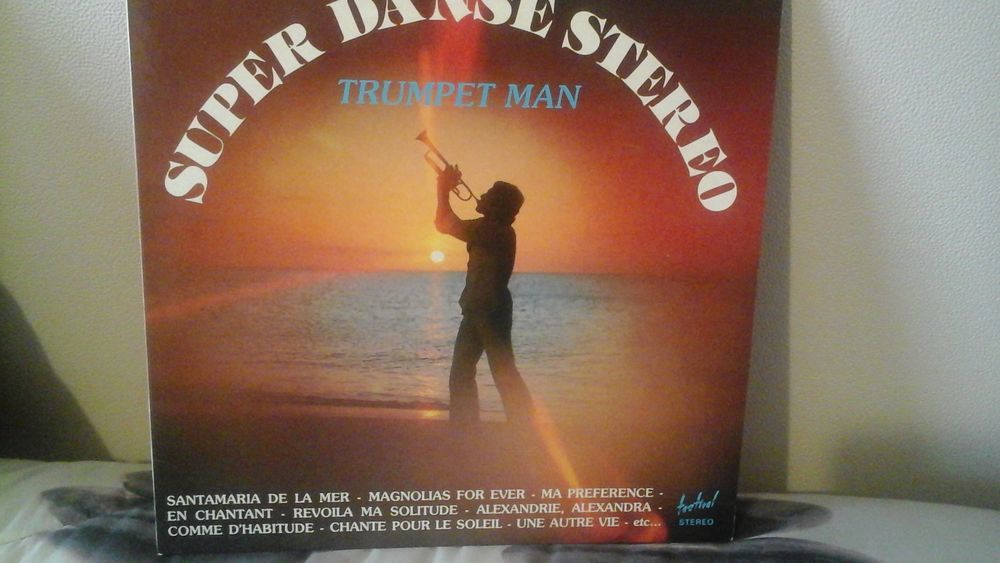 SUPER DANSE STEREO
TRUMPET MAN
SANTAMARIA DE LA MER - MAGNOLIAS FOR EVER - MA PREFERENCE -
EN CHANTANT - REVOILA MA SOLITUDE - ALEXANDRIE, ALEXANDRA -
COMME D'HABITUDE - CHANTE POUR LE SOLEIL - UNE AUTRE VIE - etc...
festival
STEREO